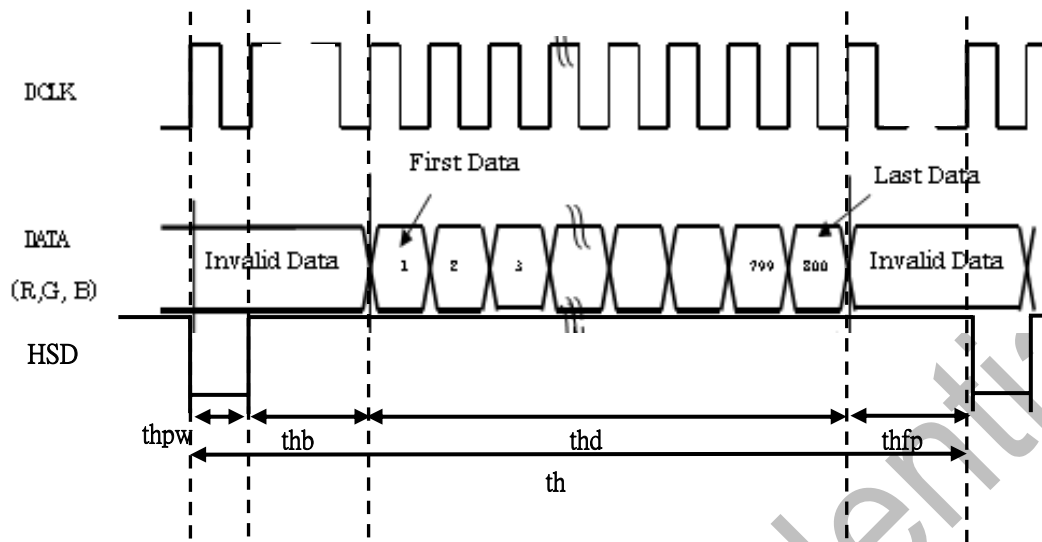 DCLK
First Data
Last Data
DATA
(R,G, B)
Invalid Data
1
2
3
799
800
Invalid Data
HSD
thpw
thb
thd
thfp
th